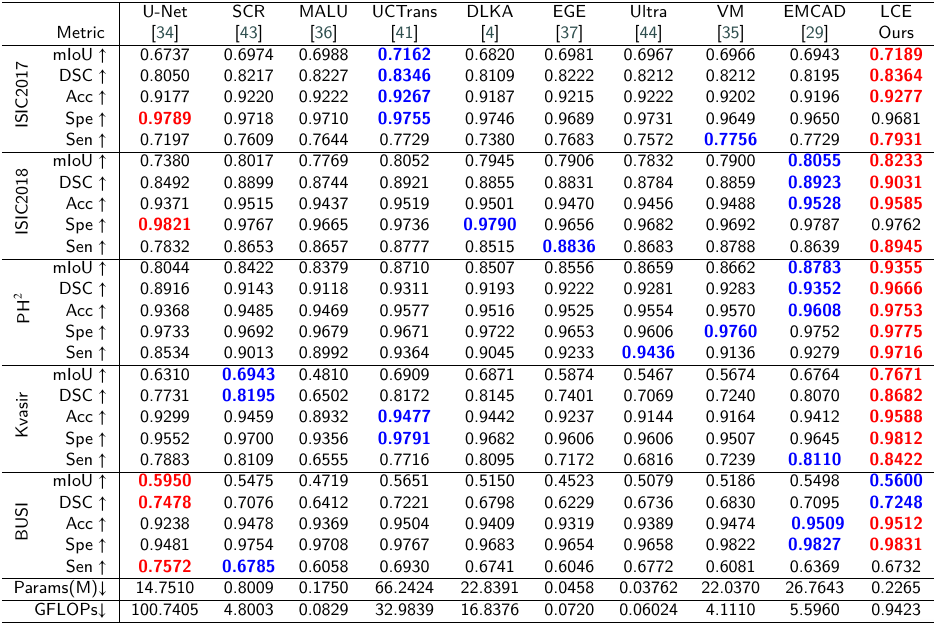 U-Net SCR MALU UCTrans DLKA EGE Ultra VM EMCAD LCE
Metric [34] [43] [36] [41] [4] [37] [44] [35] [29] Ours
ISIC2017
mIoU ↑ 0.6737 0.6974 0.6988 0.7162 0.6820 0.6981 0.6967 0.6966 0.6943 0.7189
DSC ↑ 0.8050 0.8217 0.8227 0.8346 0.8109 0.8222 0.8212 0.8212 0.8195 0.8364
Acc ↑ 0.9177 0.9220 0.9222 0.9267 0.9187 0.9215 0.9222 0.9202 0.9196 0.9277
Spe ↑ 0.9789 0.9718 0.9710 0.9755 0.9746 0.9689 0.9731 0.9649 0.9650 0.9681
Sen ↑ 0.7197 0.7609 0.7644 0.7729 0.7380 0.7683 0.7572 0.7756 0.7729 0.7931
ISIC2018
mIoU ↑ 0.7380 0.8017 0.7769 0.8052 0.7945 0.7906 0.7832 0.7900 0.8055 0.8233
DSC ↑ 0.8492 0.8899 0.8744 0.8921 0.8855 0.8831 0.8784 0.8859 0.8923 0.9031
Acc ↑ 0.9371 0.9515 0.9437 0.9519 0.9501 0.9470 0.9456 0.9488 0.9528 0.9585
Spe ↑ 0.9821 0.9767 0.9665 0.9736 0.9790 0.9656 0.9682 0.9692 0.9787 0.9762
Sen ↑ 0.7832 0.8653 0.8657 0.8777 0.8515 0.8836 0.8683 0.8788 0.8639 0.8945
PH²
mIoU ↑ 0.8044 0.8422 0.8379 0.8710 0.8507 0.8556 0.8659 0.8662 0.8783 0.9355
DSC ↑ 0.8916 0.9143 0.9118 0.9311 0.9193 0.9222 0.9281 0.9283 0.9352 0.9666
Acc ↑ 0.9368 0.9485 0.9469 0.9577 0.9516 0.9525 0.9554 0.9570 0.9608 0.9753
Spe ↑ 0.9733 0.9692 0.9679 0.9671 0.9722 0.9653 0.9606 0.9760 0.9752 0.9775
Sen ↑ 0.8534 0.9013 0.8992 0.9364 0.9045 0.9233 0.9436 0.9136 0.9279 0.9716
Kvasir
mIoU ↑ 0.6310 0.6943 0.4810 0.6909 0.6871 0.5874 0.5467 0.5674 0.6764 0.7671
DSC ↑ 0.7731 0.8195 0.6502 0.8172 0.8145 0.7401 0.7069 0.7240 0.8070 0.8682
Acc ↑ 0.9299 0.9459 0.8932 0.9477 0.9442 0.9237 0.9144 0.9164 0.9412 0.9588
Spe ↑ 0.9552 0.9700 0.9356 0.9791 0.9682 0.9606 0.9606 0.9507 0.9645 0.9812
Sen ↑ 0.7883 0.8109 0.6555 0.7716 0.8095 0.7172 0.6816 0.7239 0.8110 0.8422
BUSI
mIoU ↑ 0.5950 0.5475 0.4719 0.5651 0.5150 0.4523 0.5079 0.5186 0.5498 0.5600
DSC ↑ 0.7478 0.7076 0.6412 0.7221 0.6798 0.6229 0.6736 0.6830 0.7095 0.7248
Acc ↑ 0.9238 0.9478 0.9369 0.9504 0.9409 0.9319 0.9389 0.9474 0.9509 0.9512
Spe ↑ 0.9481 0.9754 0.9708 0.9767 0.9683 0.9654 0.9658 0.9822 0.9827 0.9831
Sen ↑ 0.7572 0.6785 0.6058 0.6930 0.6741 0.6046 0.6772 0.6081 0.6369 0.6732
Params(M)↓ 14.7510 0.8009 0.1750 66.2424 22.8391 0.0458 0.03762 22.0370 26.7643 0.2265
GFLOPs↓ 100.7405 4.8003 0.0829 32.9839 16.8376 0.0720 0.06024 4.1110 5.5960 0.9423